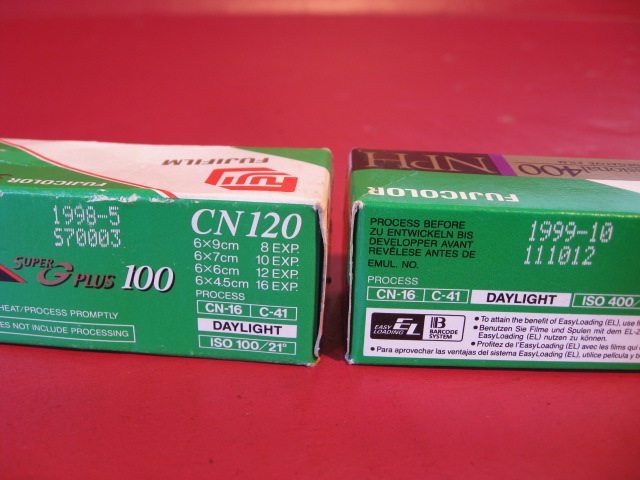 FUJIFILM
FUJI
FUJICOLOR
1998-5
S70003
SUPER G PLUS 100
HEAT/PROCESS PROMPTLY
ES NOT INCLUDE PROCESSING
CN120
6×9cm 8 EXP.
6×7cm 10 EXP.
6×6cm 12 EXP.
6×4.5cm 16 EXP.
PROCESS
CN-16 C-41
DAYLIGHT
ISO 100/21°
sional 400
NPH
FUJICOLOR
PROCESS BEFORE
ZU ENTWICKELN BIS
DEVELOPPER AVANT
REVÉLESE ANTES DE
EMUL. NO.
1999-10
111012
PROCESS
CN-16 C-41 DAYLIGHT ISO 400
EASY LOADING EL
B BARCODE SYSTEM
• To attain the benefit of EasyLoading (EL), use fi
• Benutzen Sie Filme und Spulen mit dem EL-Z
EasyLoading (EL) nutzen zu können.
• Profitez de l'EasyLoading (EL) avec les films qui
• Para aprovechar las ventajas del sistema EasyLoading (EL), utilice película y b